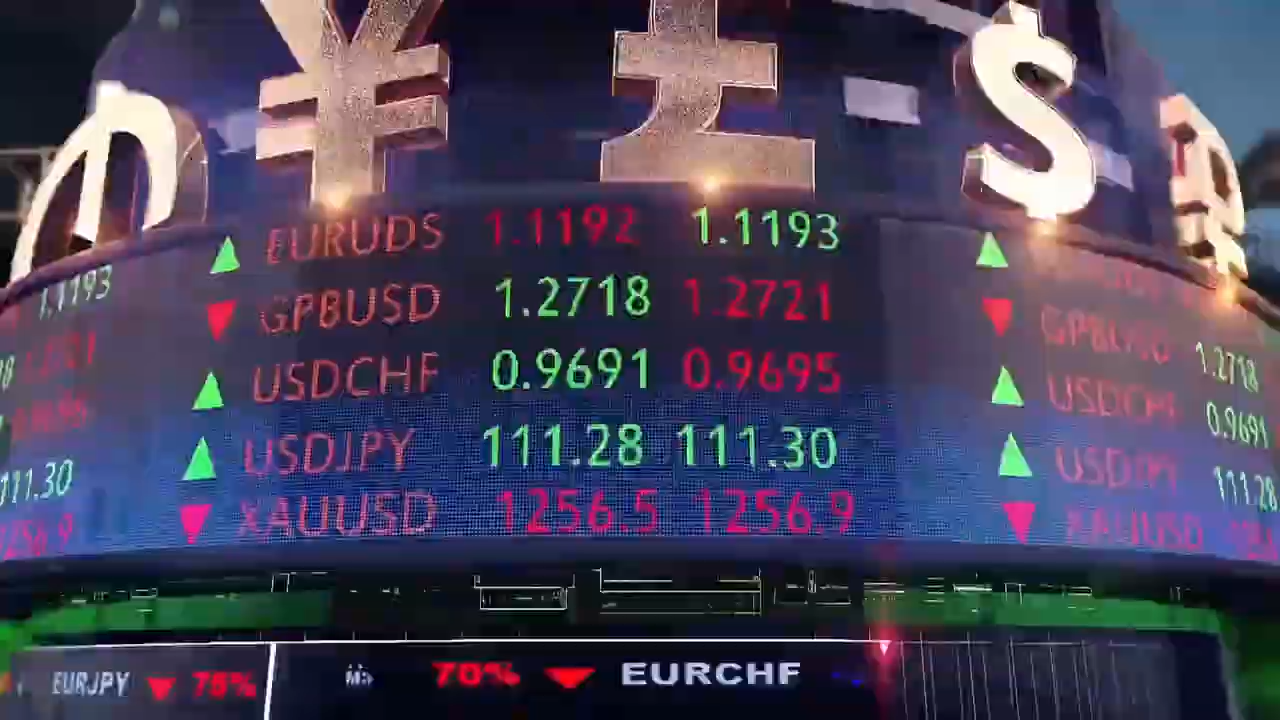 ¥ £ $
EURUDS 1.1192 1.1193
GPBUSD 1.2718 1.2721
USDCHF 0.9691 0.9695
USDJPY 111.28 111.30
XAUUSD 1256.5 1256.9
1.1193
111.30
1256.9
GPBUSD 1.2718
USDCHF 0.9691
USDJPY 111.28
XAUUSD
EURJPY 75% 70% EURCHF